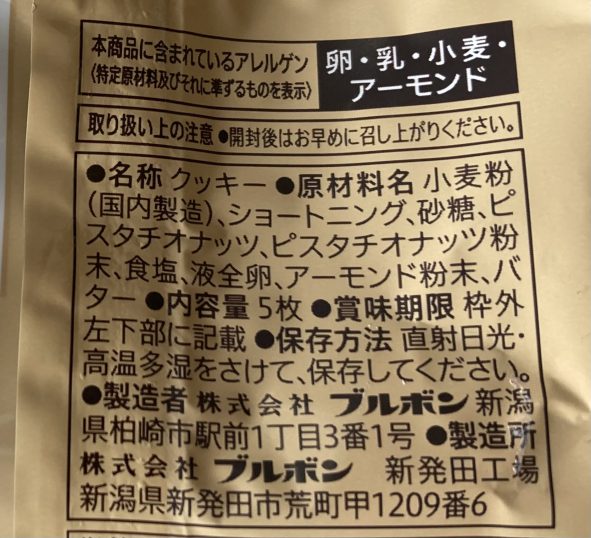 本商品に含まれているアレルゲン
〈特定原材料及びそれに準ずるものを表示〉
卵・乳・小麦・
アーモンド
取り扱い上の注意 ●開封後はお早めに召し上がりください。
●名称 クッキー ●原材料名 小麦粉
(国内製造)、ショートニング、砂糖、ピ
スタチオナッツ、ピスタチオナッツ粉
末、食塩、液全卵、アーモンド粉末、バ
ター ●内容量 5枚 ●賞味期限 枠外
左下部に記載 ●保存方法 直射日光・
高温多湿をさけて、保存してください。
●製造者 株式会社 ブルボン 新潟
県柏崎市駅前1丁目3番1号 ●製造所
株式会社 ブルボン 新発田工場
新潟県新発田市荒町甲1209番6